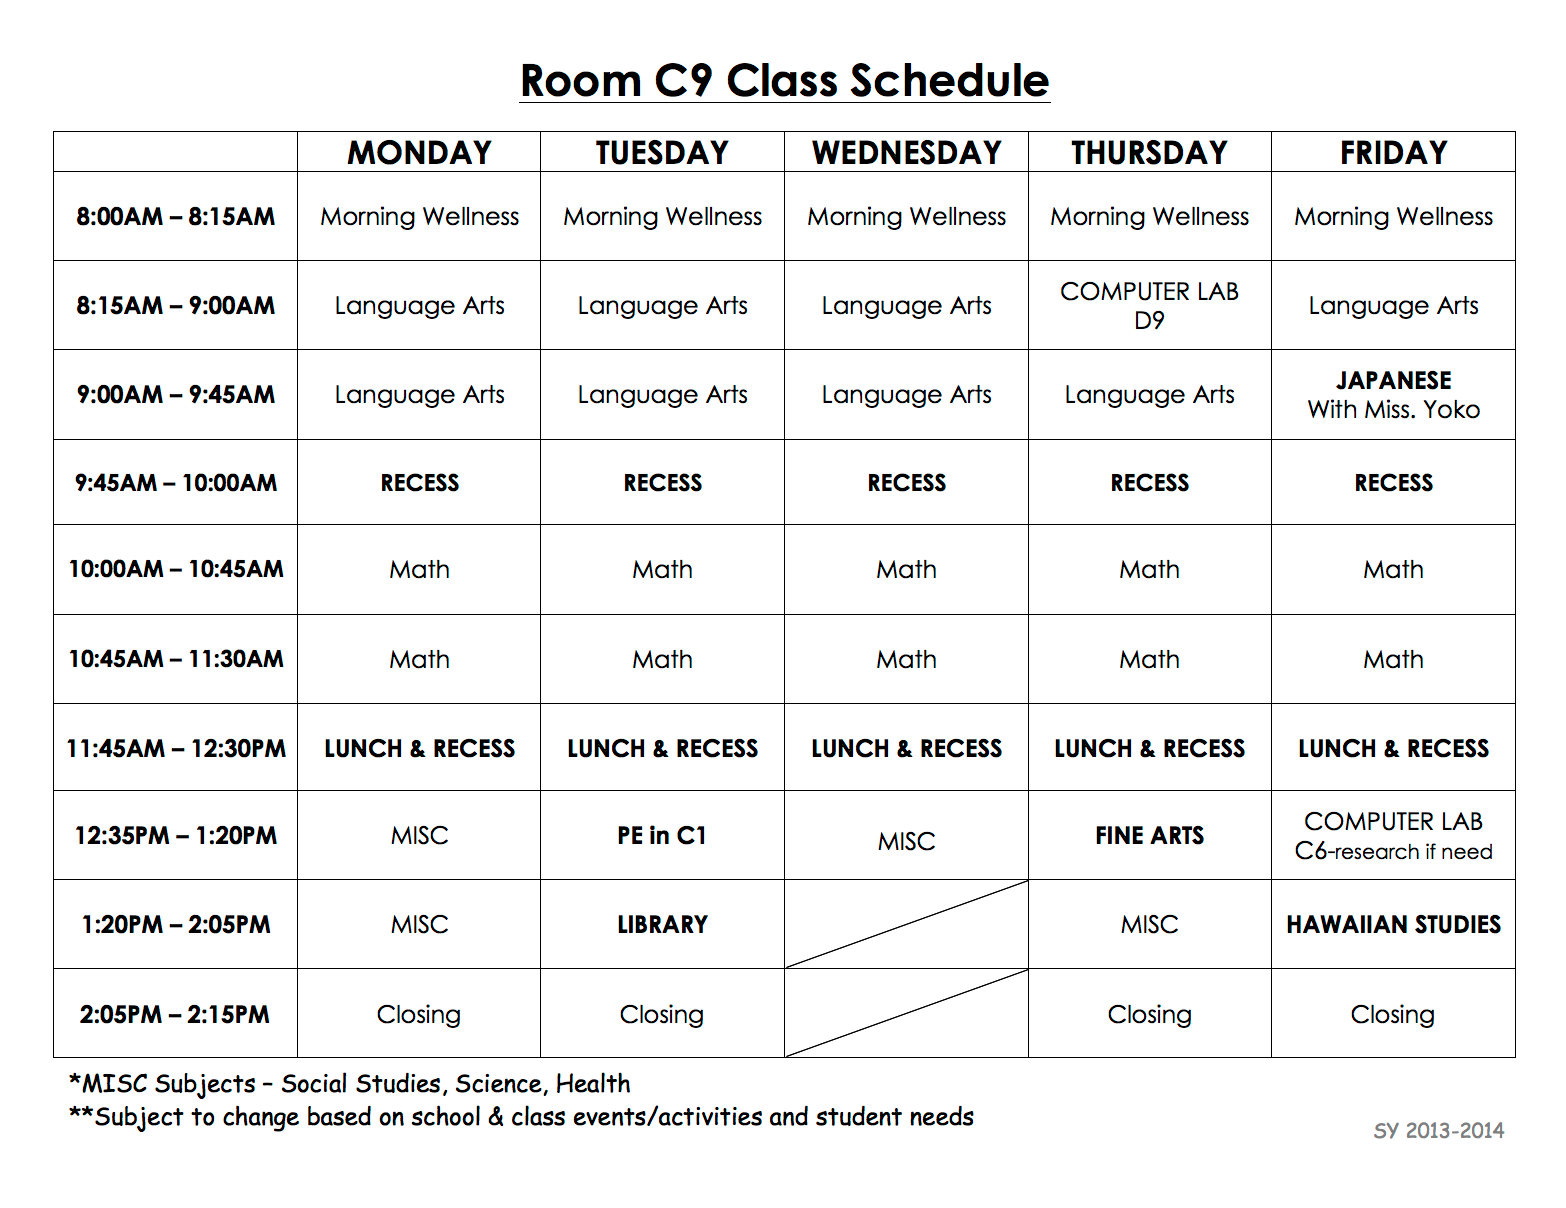 Room C9 Class Schedule
MONDAY TUESDAY WEDNESDAY THURSDAY FRIDAY
8:00AM – 8:15AM Morning Wellness Morning Wellness Morning Wellness Morning Wellness Morning Wellness
8:15AM – 9:00AM Language Arts Language Arts Language Arts COMPUTER LAB D9 Language Arts
9:00AM – 9:45AM Language Arts Language Arts Language Arts Language Arts JAPANESE With Miss. Yoko
9:45AM – 10:00AM RECESS RECESS RECESS RECESS RECESS
10:00AM – 10:45AM Math Math Math Math Math
10:45AM – 11:30AM Math Math Math Math Math
11:45AM – 12:30PM LUNCH & RECESS LUNCH & RECESS LUNCH & RECESS LUNCH & RECESS LUNCH & RECESS
12:35PM – 1:20PM MISC PE in C1 MISC FINE ARTS COMPUTER LAB C6-research if need
1:20PM – 2:05PM MISC LIBRARY MISC HAWAIIAN STUDIES
2:05PM – 2:15PM Closing Closing Closing Closing
*MISC Subjects – Social Studies, Science, Health
**Subject to change based on school & class events/activities and student needs
SY 2013-2014